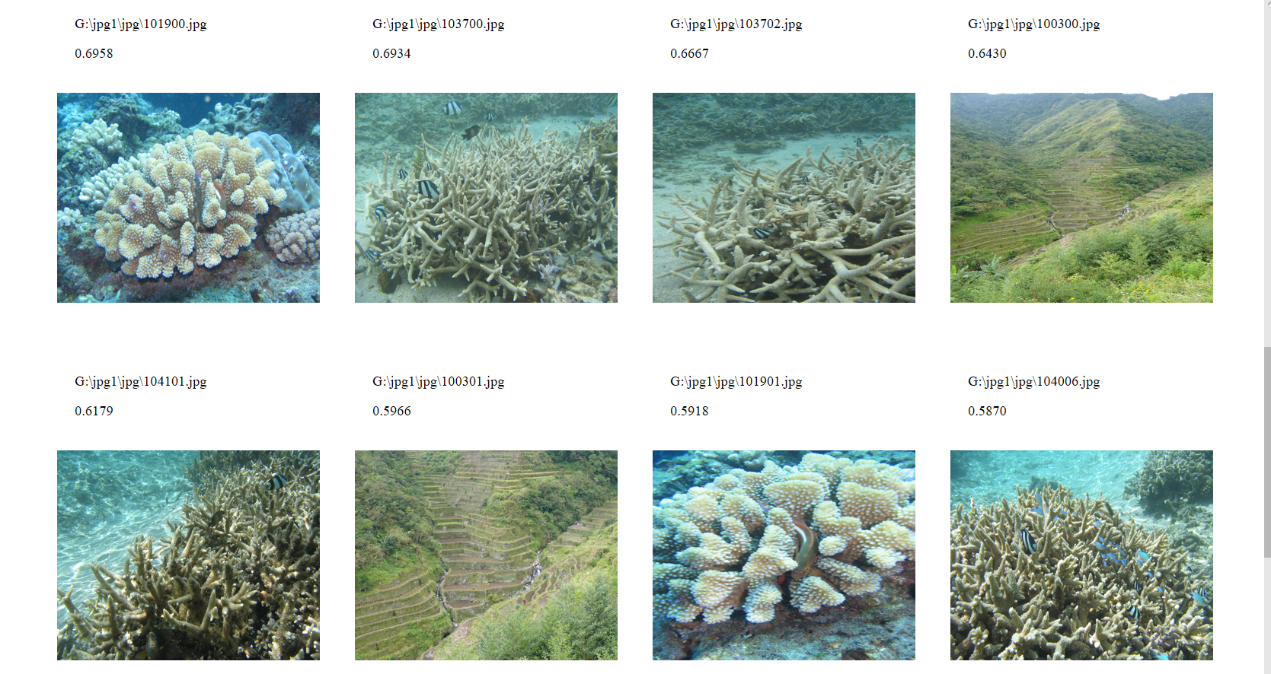 G:\jpg1\jpg\101900.jpg
0.6958
G:\jpg1\jpg\103700.jpg
0.6934
G:\jpg1\jpg\103702.jpg
0.6667
G:\jpg1\jpg\100300.jpg
0.6430
G:\jpg1\jpg\104101.jpg
0.6179
G:\jpg1\jpg\100301.jpg
0.5966
G:\jpg1\jpg\101901.jpg
0.5918
G:\jpg1\jpg\104006.jpg
0.5870